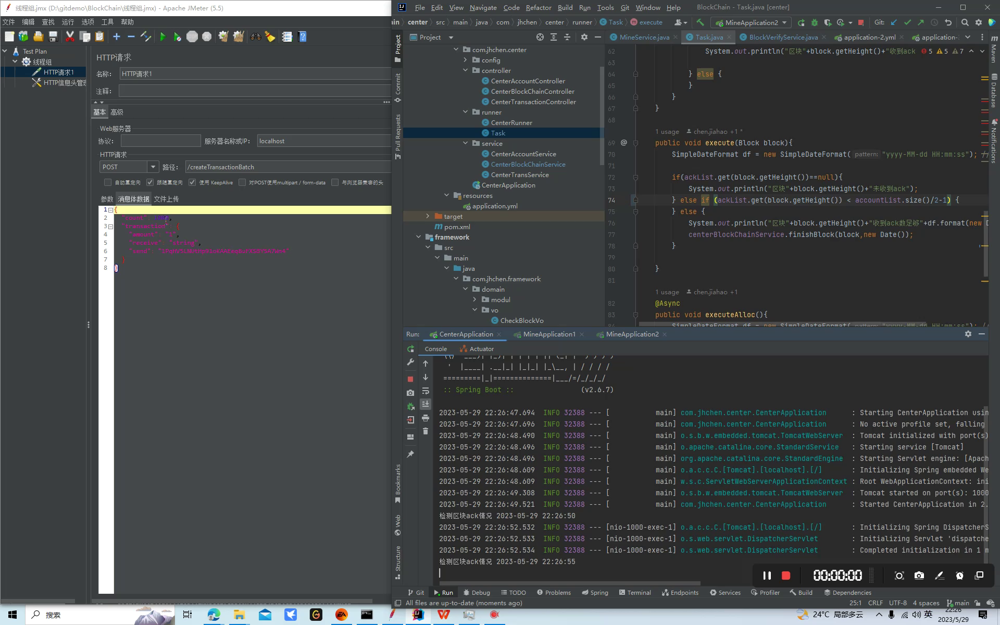 线程组.jmx (D:\gitdemo\BlockChain\线程组.jmx) - Apache JMeter (5.5)
文件 编辑 查找 运行 选项 工具 帮助
Test Plan
线程组
HTTP请求1
HTTP信息头管理
HTTP请求
名称: HTTP请求1
注释:
基本 高级
Web服务器
协议: 服务器名称或IP: localhost
HTTP请求
POST 路径: /createTransactionBatch
自动重定向 跟随重定向 使用 KeepAlive 对POST使用multipart / form-data 与浏览器兼容的头
参数 消息体数据 文件上传
1 {
2 "count":
3 "transaction": {
4 "amount": "1",
5 "receive": "string",
6 "send":
7 }
8 }
File Edit View Navigate Code Refactor Build Run Tools Git Window Help BlockChain - Task.java [center]
center src main java com jhchen center runner Task execute
MineApplication2 Git:
Project
MineService.java Task.java BlockVerifyService.java application-2.yml application-
com.jhchen.center
config
controller
CenterAccountController
CenterBlockChainController
CenterTransactionController
runner
CenterRunner
Task
service
CenterAccountService
CenterBlockChainService
CenterTransService
CenterApplication
resources
application.yml
target
pom.xml
framework
src
main
java
com.jhchen.framework
domain
modul
vo
CheckBlockVo
Project
Commit
Pull Requests
Bookmarks
Web
Structure
Maven
Database
Notifications
62 System.out.println("区块"+block.getHeight()+"收到ack 5 5 7
63
64 } else {
65 }
66 }
67 }
68
1 usage chen.jiahao +1 *
69 @ public void execute(Block block){
70 SimpleDateFormat df = new SimpleDateFormat( pattern: "yyyy-MM-dd HH:mm:ss"); //
71
72 if(ackList.get(block.getHeight())==null){
73 System.out.println("区块"+block.getHeight()+"未收到ack");
74 } else if (ackList.get(block.getHeight()) < accountList.size()/2-1) {
75 } else {
76 System.out.println("区块"+block.getHeight()+"收到ack数足够"+df.format(new D
77 centerBlockChainService.finishBlock(block,new Date());
78 }
79
80 }
81
1 usage chen.jiahao +1
82 @Async
83 public void executeAlloc(){
SimpleDateFormat df = new SimpleDateFormat( pattern: "yyyy-MM-dd HH:mm:ss"); //
Run: CenterApplication MineApplication1 MineApplication2
Console Actuator
:: Spring Boot :: (v2.6.7)
2023-05-29 22:26:47.694 INFO 32388 --- [ main] com.jhchen.center.CenterApplication : Starting CenterApplication usin
2023-05-29 22:26:47.696 INFO 32388 --- [ main] com.jhchen.center.CenterApplication : No active profile set, falling
2023-05-29 22:26:48.490 INFO 32388 --- [ main] o.s.b.w.embedded.tomcat.TomcatWebServer : Tomcat initialized with port(s)
2023-05-29 22:26:48.496 INFO 32388 --- [ main] o.apache.catalina.core.StandardService : Starting service [Tomcat]
2023-05-29 22:26:48.496 INFO 32388 --- [ main] org.apache.catalina.core.StandardEngine : Starting Servlet engine: [Apach
2023-05-29 22:26:48.609 INFO 32388 --- [ main] o.a.c.c.C.[Tomcat].[localhost].[/] : Initializing Spring embedded We
2023-05-29 22:26:48.609 INFO 32388 --- [ main] w.s.c.ServletWebServerApplicationContext : Root WebApplicationContext: ini
2023-05-29 22:26:49.308 INFO 32388 --- [ main] o.s.b.w.embedded.tomcat.TomcatWebServer : Tomcat started on port(s): 1000
2023-05-29 22:26:49.521 INFO 32388 --- [ main] com.jhchen.center.CenterApplication : Started CenterApplication in 2.
检测区块ack情况 2023-05-29 22:26:50
2023-05-29 22:26:52.532 INFO 32388 --- [nio-1000-exec-1] o.a.c.c.C.[Tomcat].[localhost].[/] : Initializing Spring DispatcherS
2023-05-29 22:26:52.533 INFO 32388 --- [nio-1000-exec-1] o.s.web.servlet.DispatcherServlet : Initializing Servlet 'dispatche
2023-05-29 22:26:52.534 INFO 32388 --- [nio-1000-exec-1] o.s.web.servlet.DispatcherServlet : Completed initialization in 1 m
检测区块ack情况 2023-05-29 22:26:55
00:00:00
Git Run Debug TODO Problems Spring Terminal Endpoints Services Profiler Build Dependencies
All files are up-to-date (moments ago) 25:1 CRLF UTF-8 4 spaces main
搜索
24°C 局部多云 英 22:26
2023/5/29